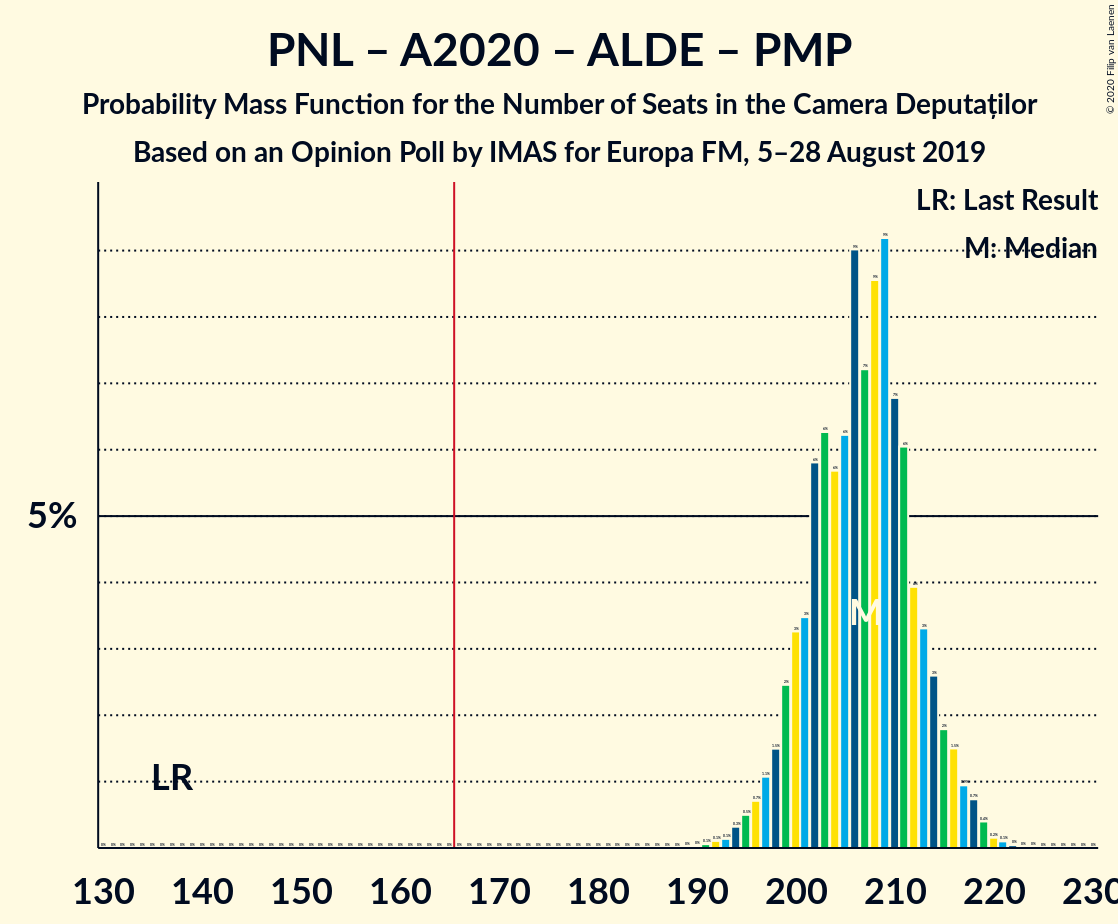 PNL – A2020 – ALDE – PMP
Probability Mass Function for the Number of Seats in the Camera Deputaților
Based on an Opinion Poll by IMAS for Europa FM, 5–28 August 2019
© 2020 Filip van Laenen
LR: Last Result
M: Median
5%
LR
M
130 140 150 160 170 180 190 200 210 220 230